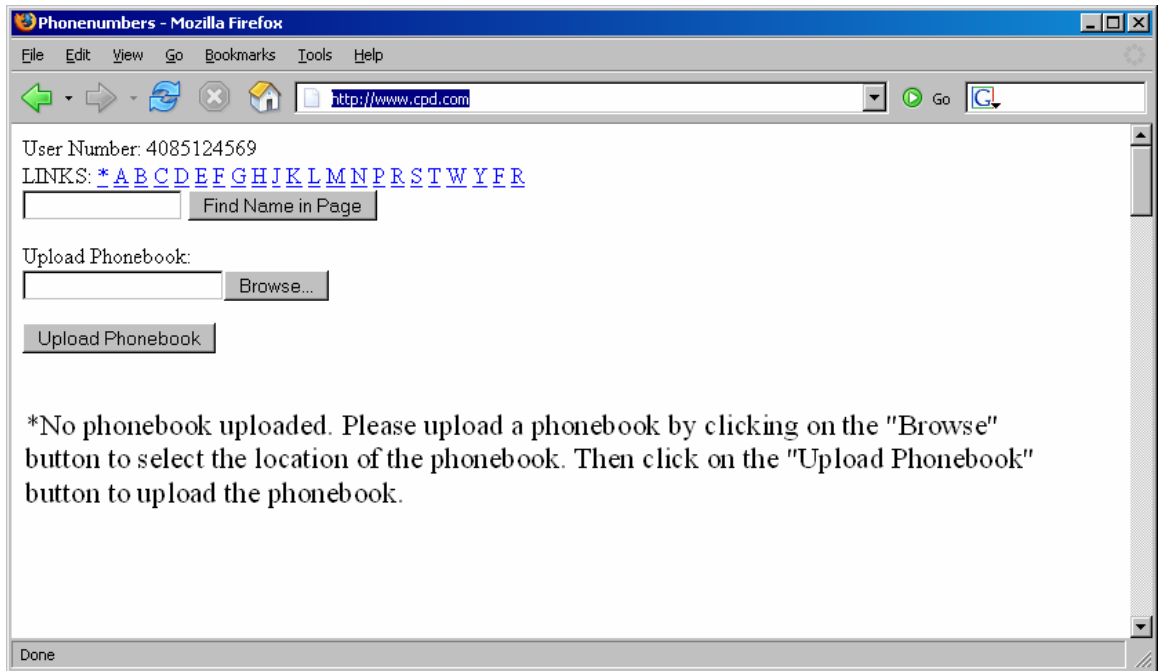 Phonenumbers - Mozilla Firefox
File Edit View Go Bookmarks Tools Help
http://www.cpd.com Go G
User Number: 4085124569
LINKS: * A B C D E F G H J K L M N P R S T W Y F R
Find Name in Page
Upload Phonebook:
Browse...
Upload Phonebook
*No phonebook uploaded. Please upload a phonebook by clicking on the "Browse"
button to select the location of the phonebook. Then click on the "Upload Phonebook"
button to upload the phonebook.
Done